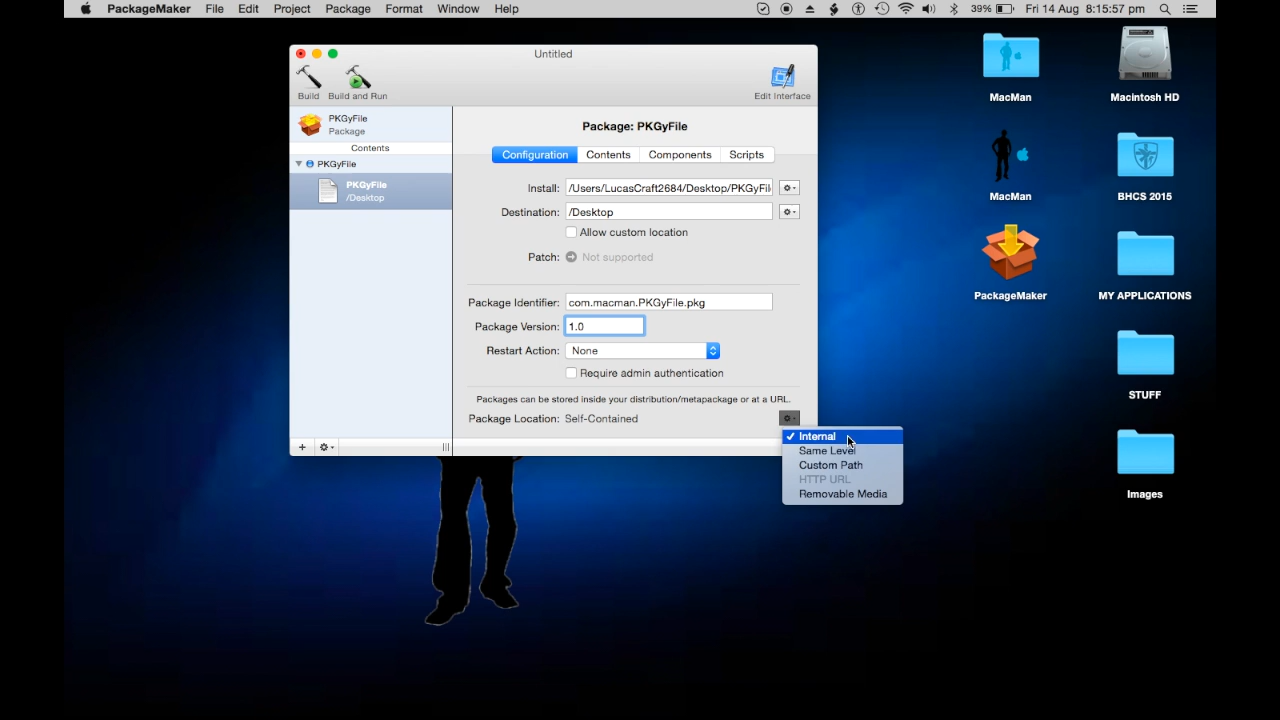 PackageMaker File Edit Project Package Format Window Help 39% Fri 14 Aug 8:15:57 pm
Untitled
Build Build and Run Edit Interface
PKGyFile
Package
Contents
PKGyFile
PKGyFile
/Desktop
Package: PKGyFile
Configuration Contents Components Scripts
Install: /Users/LucasCraft2684/Desktop/PKGyFil
Destination: /Desktop
Allow custom location
Patch: Not supported
Package Identifier: com.macman.PKGyFile.pkg
Package Version: 1.0
Restart Action: None
Require admin authentication
Packages can be stored inside your distribution/metapackage or at a URL.
Package Location: Self-Contained
Internal
Same Level
Custom Path
HTTP URL
Removable Media
MacMan
Macintosh HD
MacMan
BHCS 2015
PackageMaker
MY APPLICATIONS
STUFF
Images